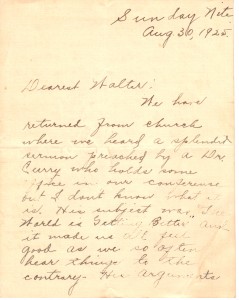 Sunday Nite
Aug 30, 1925.
Dearest Walter:
We have
returned from church
where we heard a splendid
sermon preached by a Dr
Curry who holds some
office in our conference
but I dont know what it
is. His subject was "The
World is Getting Better" and
it made us all feel
good as we so often
hear things to the
contrary. His arguments